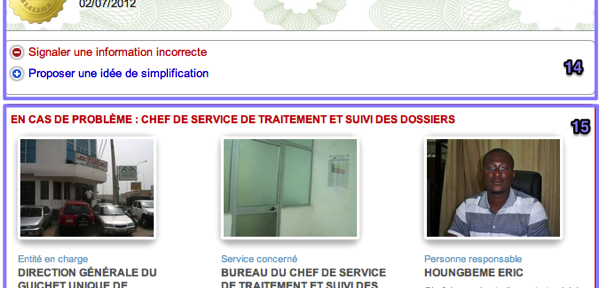 02/07/2012
Signaler une information incorrecte
Proposer une idée de simplification
14
EN CAS DE PROBLÈME : CHEF DE SERVICE DE TRAITEMENT ET SUIVI DES DOSSIERS
15
Entité en charge
Service concerné
Personne responsable
DIRECTION GÉNÉRALE DU
BUREAU DU CHEF DE SERVICE
HOUNGBEME ERIC
GUICHET UNIQUE DE
DE TRAITEMENT ET SUIVI DES